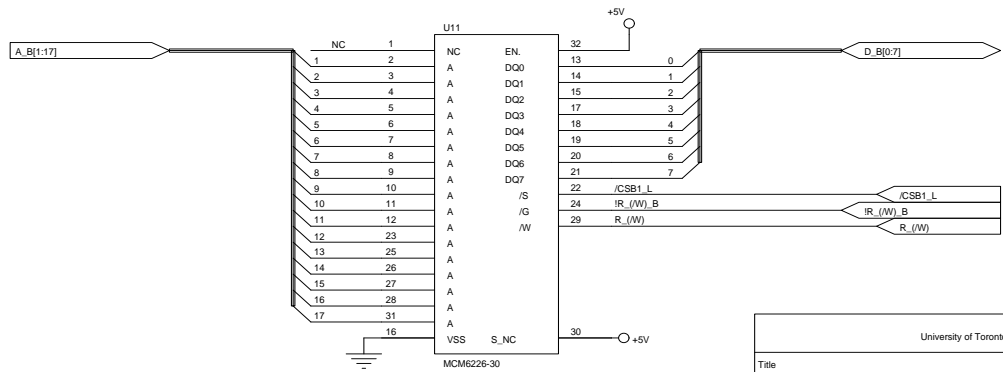 +5V
U11
NC 1 NC EN. 32
A_B[1:17] D_B[0:7]
1 2 A DQ0 13 0
2 3 A DQ1 14 1
3 4 A DQ2 15 2
4 5 A DQ3 17 3
5 6 A DQ4 18 4
6 7 A DQ5 19 5
7 8 A DQ6 20 6
8 9 A DQ7 21 7
9 10 A /S 22 /CSB1_L /CSB1_L
10 11 A /G 24 !R_(/W)_B !R_(/W)_B
11 12 A /W 29 R_(/W) R_(/W)
12 23 A
13 25 A
14 26 A
15 27 A
16 28 A
17 31 A
16 VSS S_NC 30 +5V
MCM6226-30
University of Toronto
Title